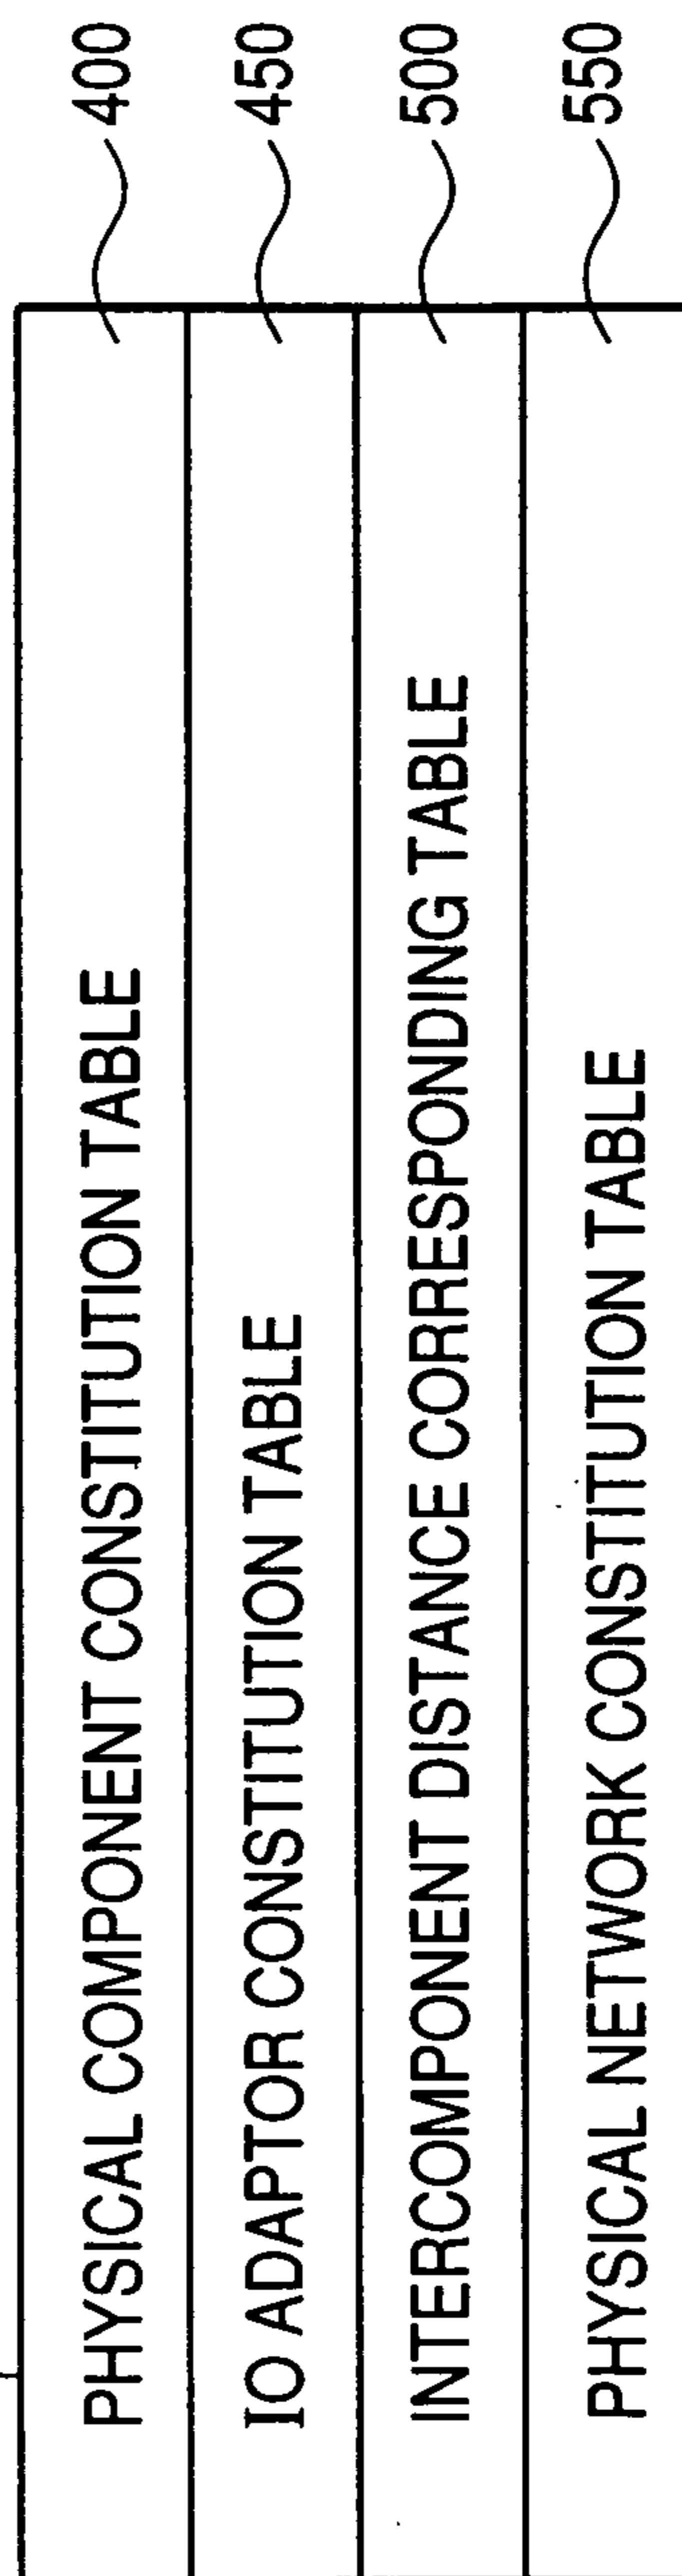 PHYSICAL COMPONENT CONSTITUTION TABLE 400
IO ADAPTOR CONSTITUTION TABLE 450
INTERCOMPONENT DISTANCE CORRESPONDING TABLE 500
PHYSICAL NETWORK CONSTITUTION TABLE 550